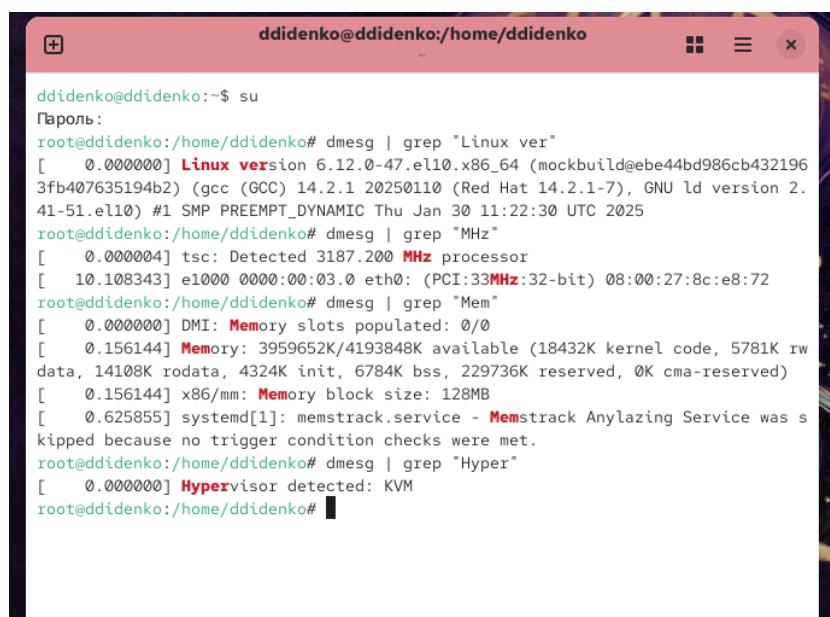 ddidenko@ddidenko:/home/ddidenko
~
ddidenko@ddidenko:~$ su
Пароль:
root@ddidenko:/home/ddidenko# dmesg | grep "Linux ver"
[    0.000000] Linux version 6.12.0-47.el10.x86_64 (mockbuild@ebe44bd986cb432196
3fb407635194b2) (gcc (GCC) 14.2.1 20250110 (Red Hat 14.2.1-7), GNU ld version 2.
41-51.el10) #1 SMP PREEMPT_DYNAMIC Thu Jan 30 11:22:30 UTC 2025
root@ddidenko:/home/ddidenko# dmesg | grep "MHz"
[    0.000004] tsc: Detected 3187.200 MHz processor
[   10.108343] e1000 0000:00:03.0 eth0: (PCI:33MHz:32-bit) 08:00:27:8c:e8:72
root@ddidenko:/home/ddidenko# dmesg | grep "Mem"
[    0.000000] DMI: Memory slots populated: 0/0
[    0.156144] Memory: 3959652K/4193848K available (18432K kernel code, 5781K rw
data, 14108K rodata, 4324K init, 6784K bss, 229736K reserved, 0K cma-reserved)
[    0.156144] x86/mm: Memory block size: 128MB
[    0.625855] systemd[1]: memstrack.service - Memstrack Anylazing Service was s
kipped because no trigger condition checks were met.
root@ddidenko:/home/ddidenko# dmesg | grep "Hyper"
[    0.000000] Hypervisor detected: KVM
root@ddidenko:/home/ddidenko#